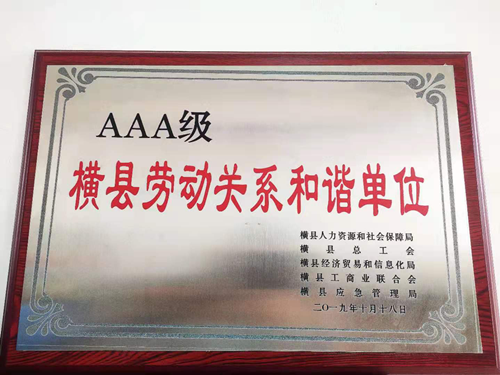 AAA级
横县劳动关系和谐单位
横县人力资源和社会保障局
横县总工会
横县经济贸易和信息化局
横县工商业联合会
横县应急管理局
二〇一九年十月十八日